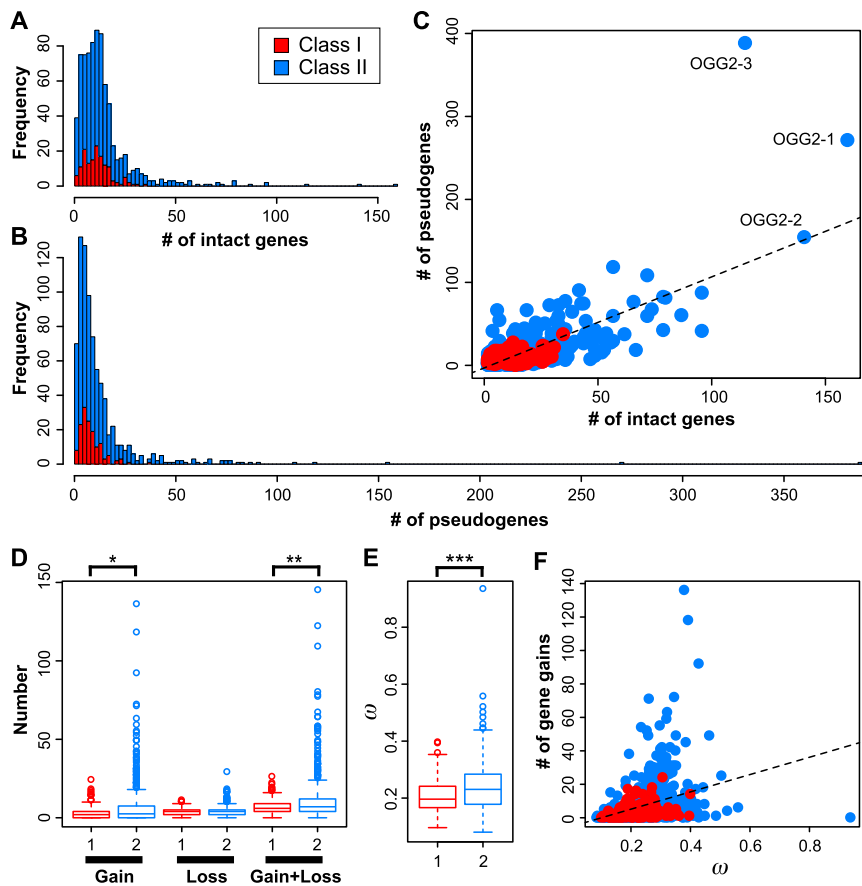 A
Frequency
0 20 40 60 80
0 50 100 150
# of intact genes
Class I
Class II
B
Frequency
0 20 40 60 80 100 120
0 50 100 150 200 250 300 350
# of pseudogenes
C
# of pseudogenes
0 100 200 300 400
OGG2-3
OGG2-1
OGG2-2
0 50 100 150
# of intact genes
D
Number
0 50 100 150
* **
1 2 1 2 1 2
Gain Loss Gain+Loss
E
ω
0.2 0.4 0.6 0.8
***
1 2
F
# of gene gains
0 20 40 60 80 100 120 140
0.2 0.4 0.6 0.8
ω